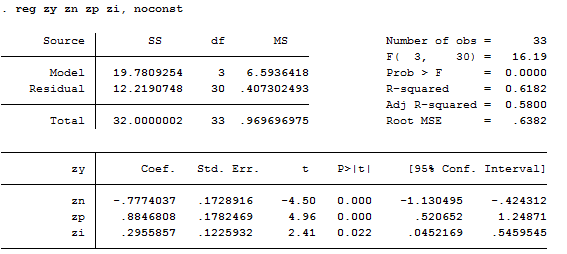 . reg zy zn zp zi, noconst
Source SS df MS Number of obs = 33
F( 3, 30) = 16.19
Model 19.7809254 3 6.5936418 Prob > F = 0.0000
Residual 12.2190748 30 .407302493 R-squared = 0.6182
Adj R-squared = 0.5800
Total 32.0000002 33 .969696975 Root MSE = .6382
zy Coef. Std. Err. t P>|t| [95% Conf. Interval]
zn -.7774037 .1728916 -4.50 0.000 -1.130495 -.424312
zp .8846808 .1782469 4.96 0.000 .520652 1.24871
zi .2955857 .1225932 2.41 0.022 .0452169 .5459545